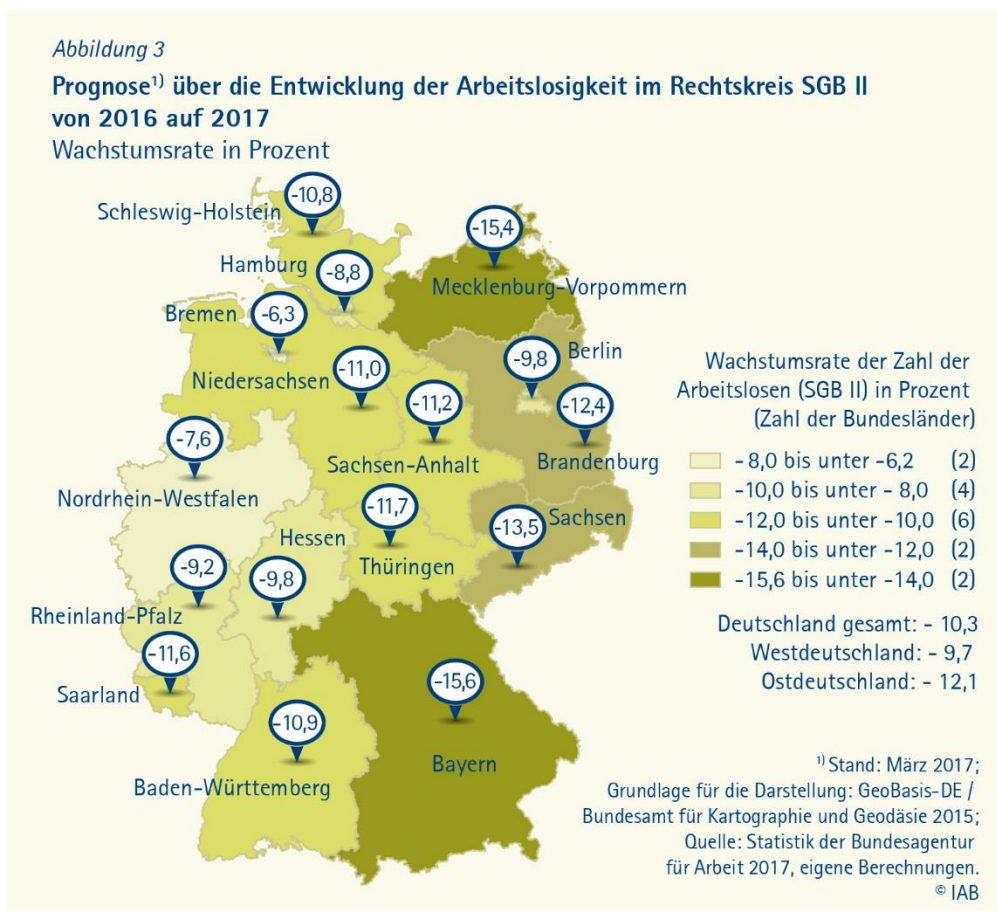 Abbildung 3
Prognose¹⁾ über die Entwicklung der Arbeitslosigkeit im Rechtskreis SGB II
von 2016 auf 2017
Wachstumsrate in Prozent
-10,8
Schleswig-Holstein
-15,4
Hamburg
-8,8
Mecklenburg-Vorpommern
Bremen
-6,3
Berlin
-9,8
Niedersachsen
-11,0
-11,2
-12,4
-7,6
Sachsen-Anhalt
Brandenburg
Nordrhein-Westfalen
-11,7
Sachsen
Hessen
-13,5
Thüringen
-9,2
-9,8
Rheinland-Pfalz
-11,6
Saarland
-15,6
-10,9
Bayern
Baden-Württemberg
Wachstumsrate der Zahl der
Arbeitslosen (SGB II) in Prozent
(Zahl der Bundesländer)
- 8,0 bis unter -6,2 (2)
-10,0 bis unter - 8,0 (4)
-12,0 bis unter -10,0 (6)
-14,0 bis unter -12,0 (2)
-15,6 bis unter -14,0 (2)
Deutschland gesamt: - 10,3
Westdeutschland: - 9,7
Ostdeutschland: - 12,1
¹⁾ Stand: März 2017;
Grundlage für die Darstellung: GeoBasis-DE /
Bundesamt für Kartographie und Geodäsie 2015;
Quelle: Statistik der Bundesagentur
für Arbeit 2017, eigene Berechnungen.
© IAB